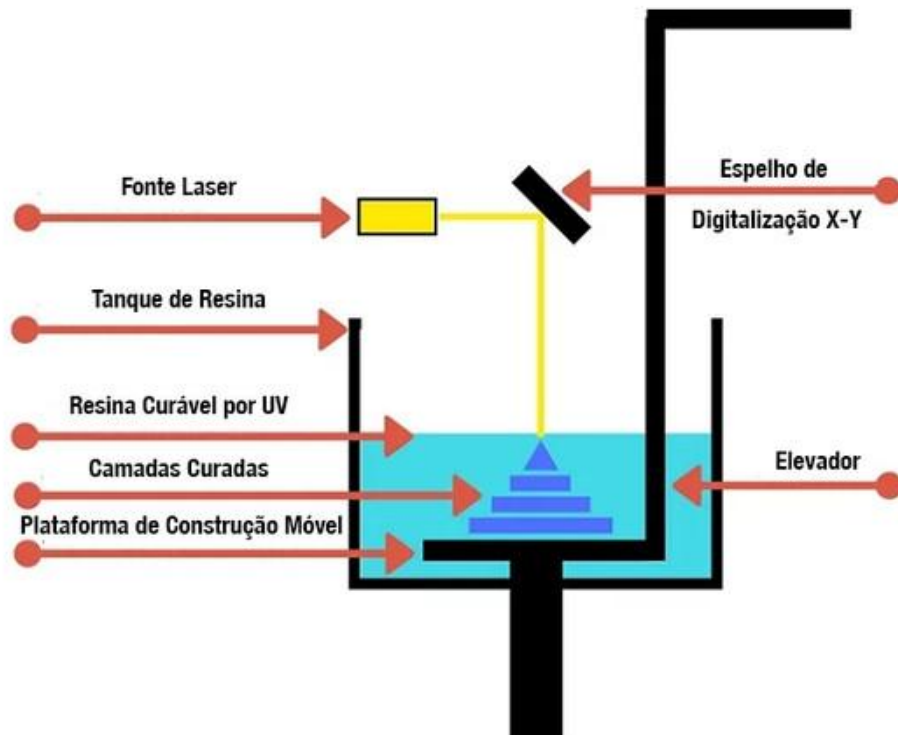 Fonte Laser
Espelho de
Digitalização X-Y
Tanque de Resina
Resina Curável por UV
Camadas Curadas
Elevador
Plataforma de Construção Móvel